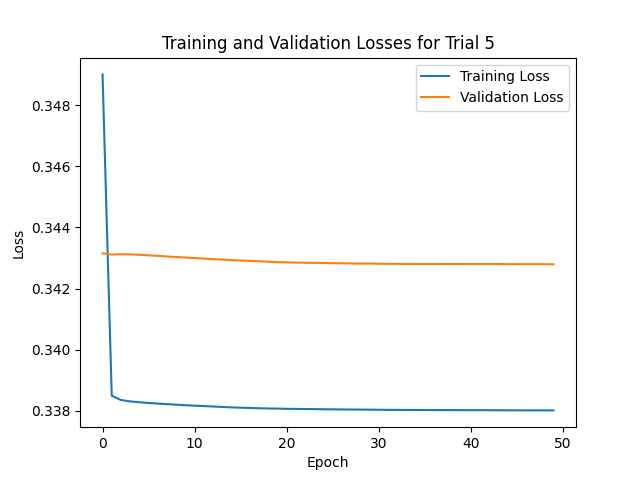 Training and Validation Losses for Trial 5
Training Loss
Validation Loss
0.348
0.346
0.344
0.342
0.340
0.338
Loss
0
10
20
30
40
50
Epoch